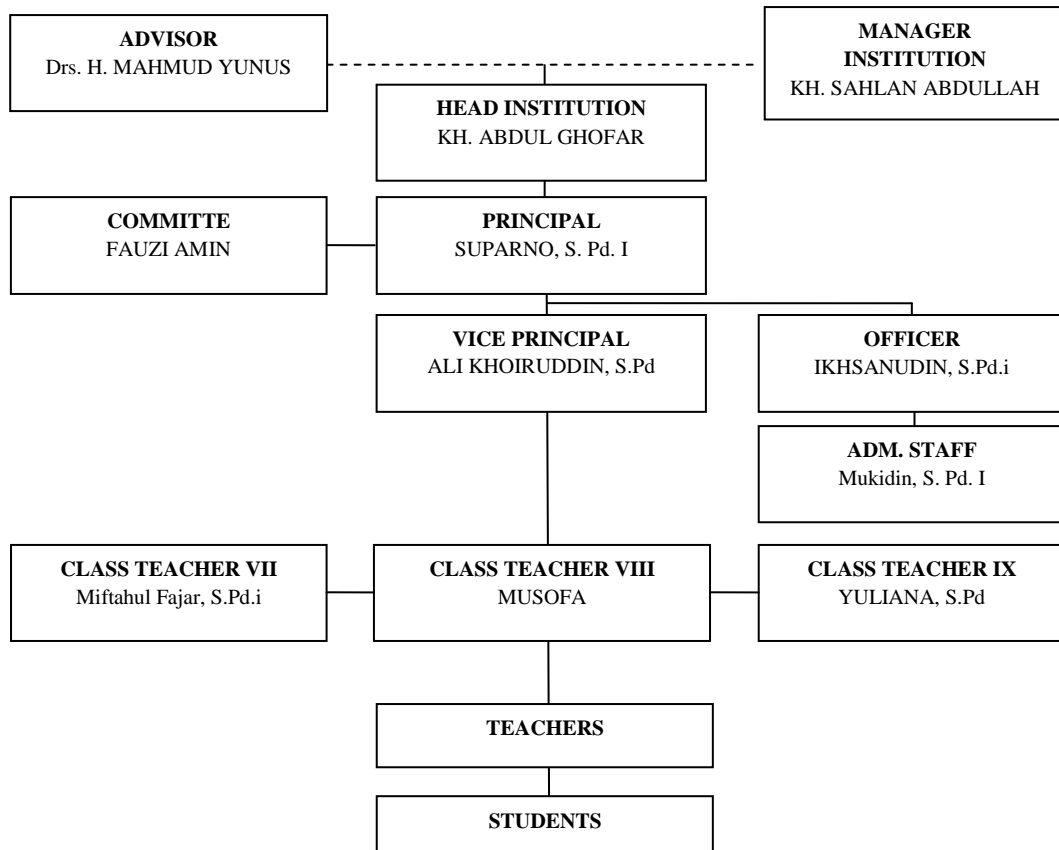 ADVISOR
Drs. H. MAHMUD YUNUS
MANAGER
INSTITUTION
KH. SAHLAN ABDULLAH
HEAD INSTITUTION
KH. ABDUL GHOFAR
COMMITTE
FAUZI AMIN
PRINCIPAL
SUPARNO, S. Pd. I
VICE PRINCIPAL
ALI KHOIRUDDIN, S.Pd
OFFICER
IKHSANUDIN, S.Pd.i
ADM. STAFF
Mukidin, S. Pd. I
CLASS TEACHER VII
Miftahul Fajar, S.Pd.i
CLASS TEACHER VIII
MUSOFA
CLASS TEACHER IX
YULIANA, S.Pd
TEACHERS
STUDENTS